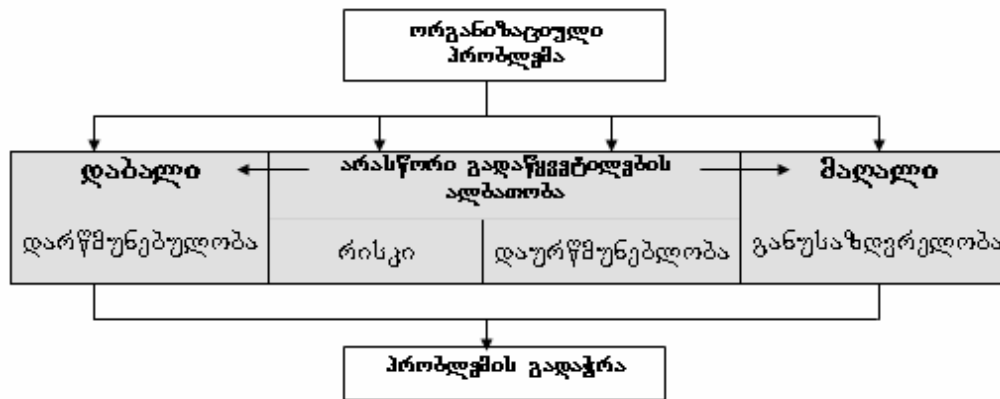 ორგანიზაციული
პრობლემა
დაბალი
არასწორი გადაწყვეტილების
ალბათობა
მაღალი
დარწმუნებულობა
რისკი
დაურწმუნებლობა
განუსაზღვრელობა
პრობლემის გადაჭრა